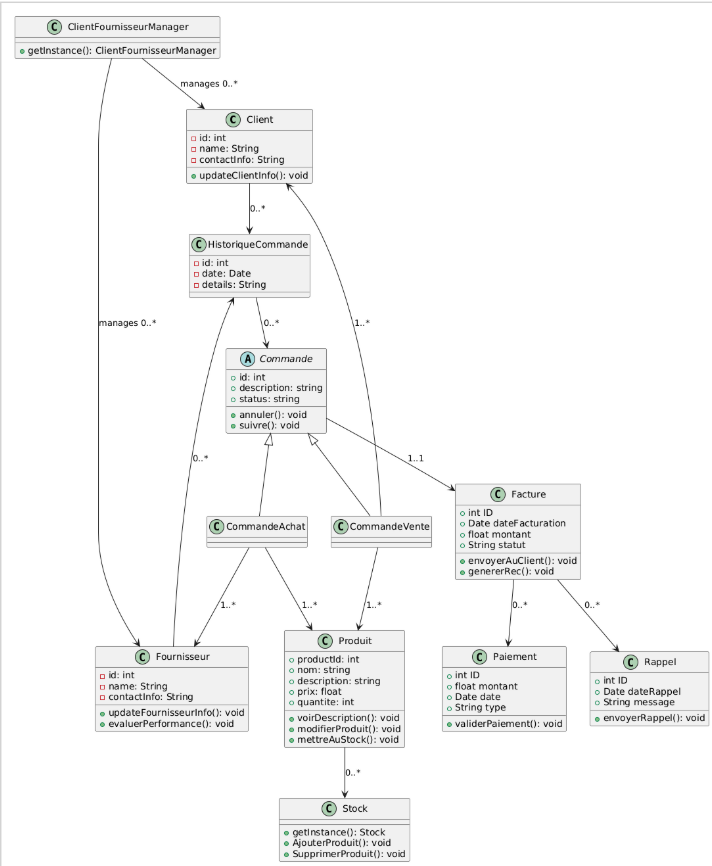 C ClientFournisseurManager
getInstance(): ClientFournisseurManager
manages 0..*
C Client
id: int
name: String
contactInfo: String
updateClientInfo(): void
0..*
C HistoriqueCommande
id: int
date: Date
details: String
manages 0..*
0..*
1..*
A Commande
id: int
description: string
status: string
annuler(): void
suivre(): void
0..*
1..1
C Facture
int ID
Date dateFacturation
float montant
String statut
envoyerAuClient(): void
genererRec(): void
C CommandeAchat
C CommandeVente
1..*
1..*
1..*
0..*
0..*
C Fournisseur
id: int
name: String
contactInfo: String
updateFournisseurInfo(): void
evaluerPerformance(): void
C Produit
productId: int
nom: string
description: string
prix: float
quantite: int
voirDescription(): void
modifierProduit(): void
mettreAuStock(): void
C Paiement
int ID
float montant
Date date
String type
validerPaiement(): void
C Rappel
int ID
Date dateRappel
String message
envoyerRappel(): void
0..*
C Stock
getInstance(): Stock
AjouterProduit(): void
SupprimerProduit(): void